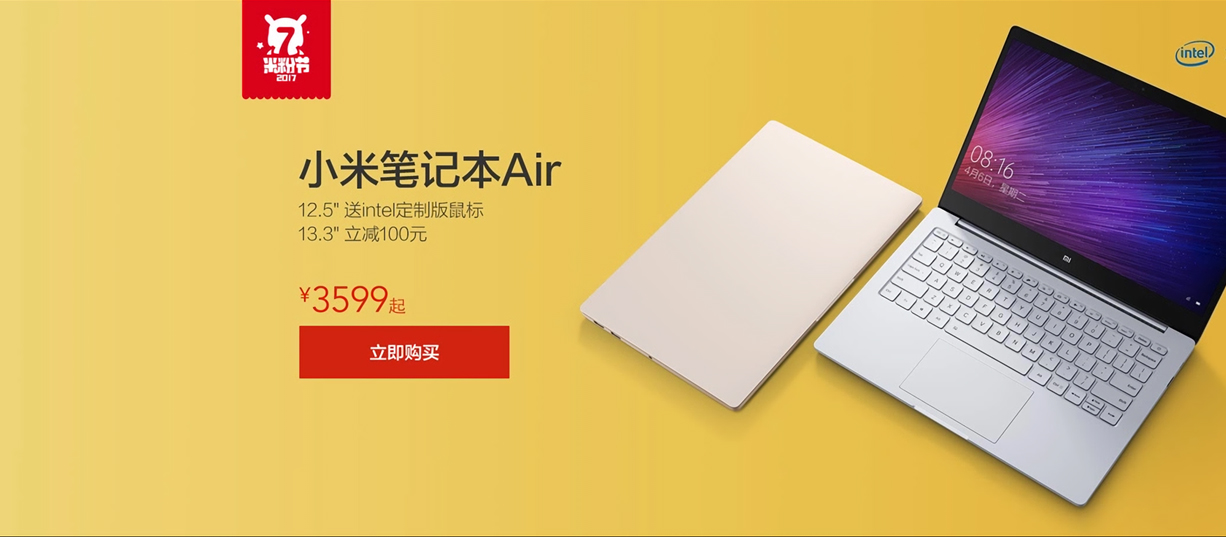 7
米粉节
2017
intel
小米笔记本Air
12.5" 送intel定制版鼠标
13.3" 立减100元
¥3599起
立即购买
08:16
4月6日，星期二
mi